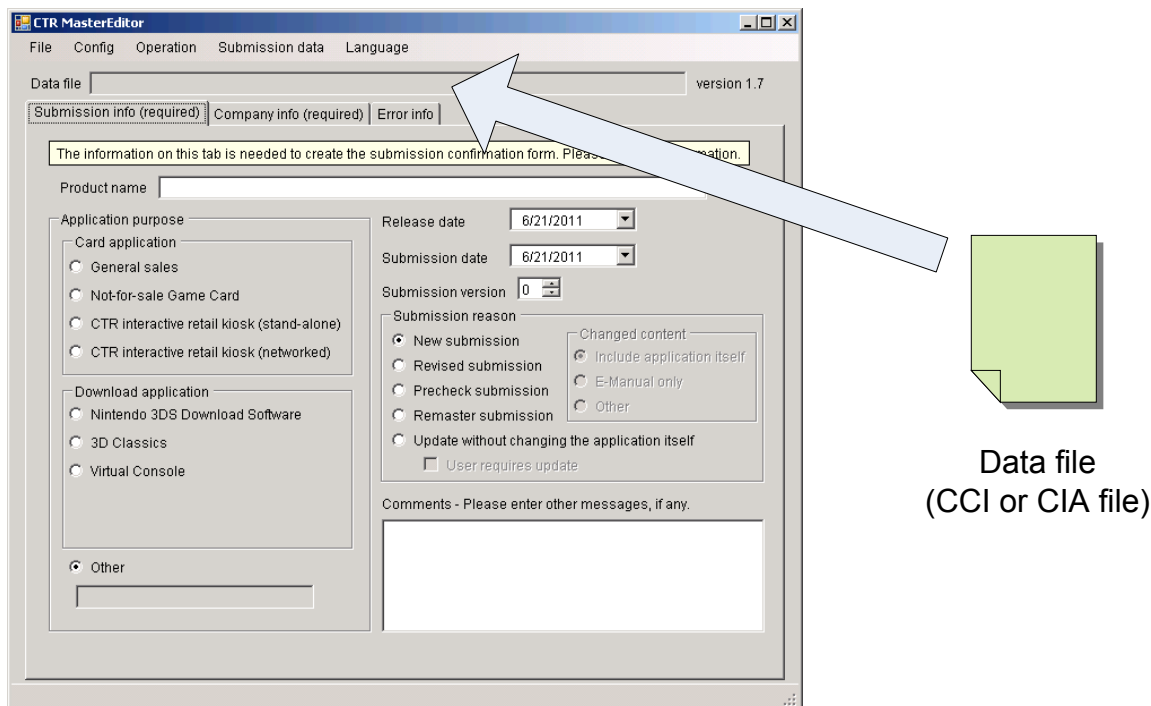 CTR MasterEditor
File Config Operation Submission data Language
Data file version 1.7
Submission info (required) Company info (required) Error info
The information on this tab is needed to create the submission confirmation form. Pleas mation.
Product name
Application purpose
Card application
General sales
Not-for-sale Game Card
CTR interactive retail kiosk (stand-alone)
CTR interactive retail kiosk (networked)
Download application
Nintendo 3DS Download Software
3D Classics
Virtual Console
Other
Release date 6/21/2011
Submission date 6/21/2011
Submission version 0
Submission reason
New submission
Revised submission
Precheck submission
Remaster submission
Changed content
Include application itself
E-Manual only
Other
Update without changing the application itself
User requires update
Comments - Please enter other messages, if any.
Data file
(CCI or CIA file)